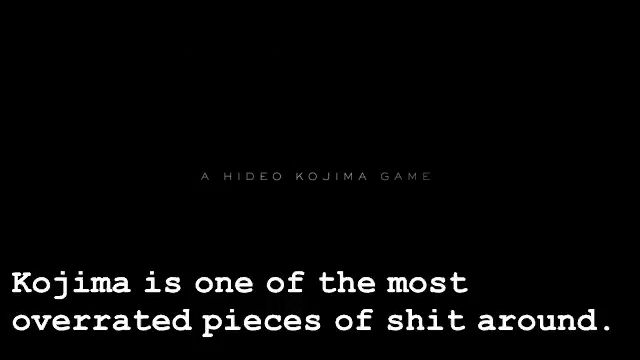 A HIDEO KOJIMA GAME
Kojima is one of the most
overrated pieces of shit around.